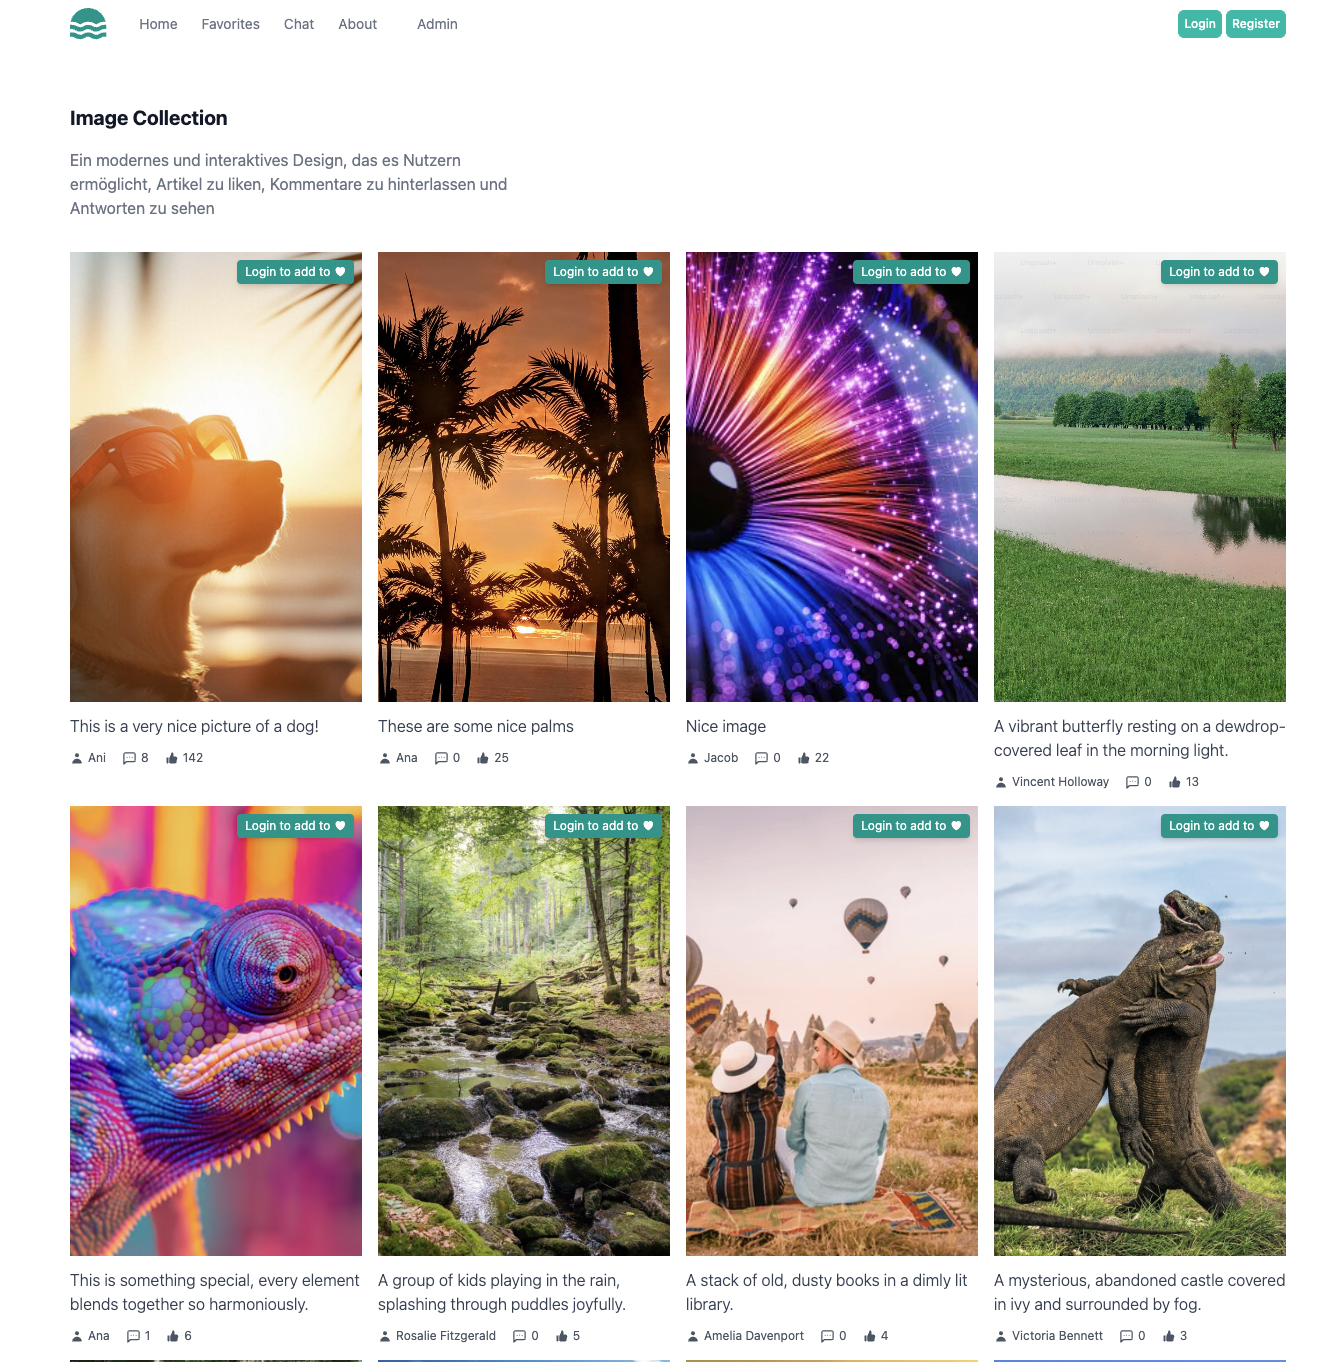 Home Favorites Chat About Admin Login Register
Image Collection
Ein modernes und interaktives Design, das es Nutzern
ermöglicht, Artikel zu liken, Kommentare zu hinterlassen und
Antworten zu sehen
Login to add to
Login to add to
Login to add to
Login to add to
This is a very nice picture of a dog!
Ani 8 142
These are some nice palms
Ana 0 25
Nice image
Jacob 0 22
A vibrant butterfly resting on a dewdrop-
covered leaf in the morning light.
Vincent Holloway 0 13
Login to add to
Login to add to
Login to add to
Login to add to
This is something special, every element
blends together so harmoniously.
Ana 1 6
A group of kids playing in the rain,
splashing through puddles joyfully.
Rosalie Fitzgerald 0 5
A stack of old, dusty books in a dimly lit
library.
Amelia Davenport 0 4
A mysterious, abandoned castle covered
in ivy and surrounded by fog.
Victoria Bennett 0 3